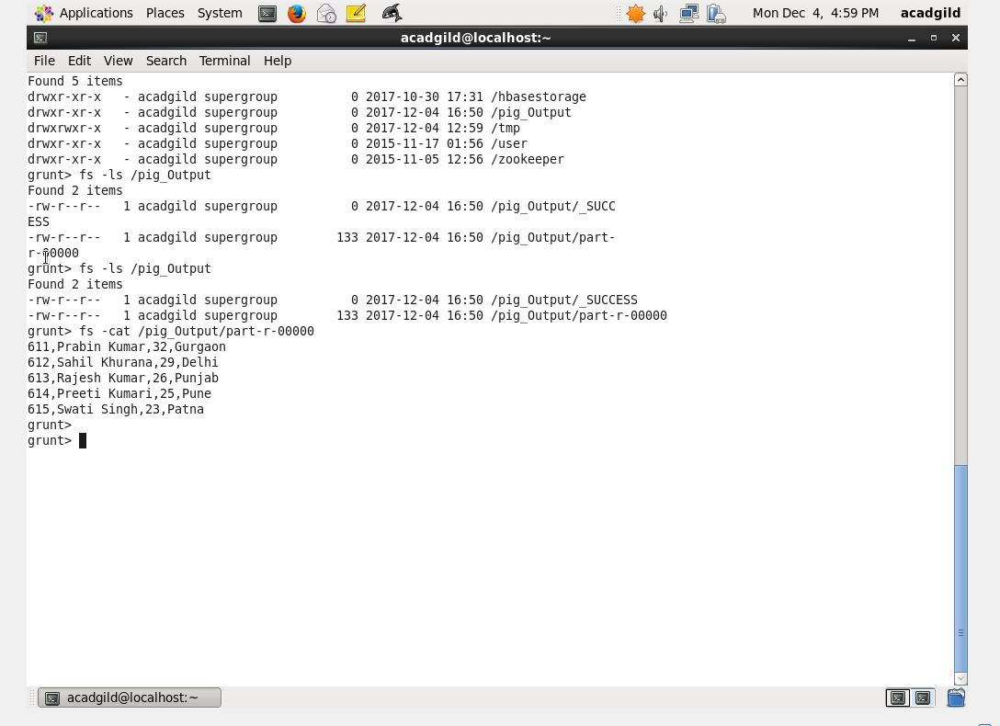 Applications Places System Mon Dec 4, 4:59 PM acadgild
acadgild@localhost:~
File Edit View Search Terminal Help
Found 5 items
drwxr-xr-x   - acadgild supergroup          0 2017-10-30 17:31 /hbasestorage
drwxr-xr-x   - acadgild supergroup          0 2017-12-04 16:50 /pig_Output
drwxrwxr-x   - acadgild supergroup          0 2017-12-04 12:59 /tmp
drwxr-xr-x   - acadgild supergroup          0 2015-11-17 01:56 /user
drwxr-xr-x   - acadgild supergroup          0 2015-11-05 12:56 /zookeeper
grunt> fs -ls /pig_Output
Found 2 items
-rw-r--r--   1 acadgild supergroup          0 2017-12-04 16:50 /pig_Output/_SUCC
ESS
-rw-r--r--   1 acadgild supergroup        133 2017-12-04 16:50 /pig_Output/part-
r-00000
grunt> fs -ls /pig_Output
Found 2 items
-rw-r--r--   1 acadgild supergroup          0 2017-12-04 16:50 /pig_Output/_SUCCESS
-rw-r--r--   1 acadgild supergroup        133 2017-12-04 16:50 /pig_Output/part-r-00000
grunt> fs -cat /pig_Output/part-r-00000
611,Prabin Kumar,32,Gurgaon
612,Sahil Khurana,29,Delhi
613,Rajesh Kumar,26,Punjab
614,Preeti Kumari,25,Pune
615,Swati Singh,23,Patna
grunt>
grunt>
acadgild@localhost:~